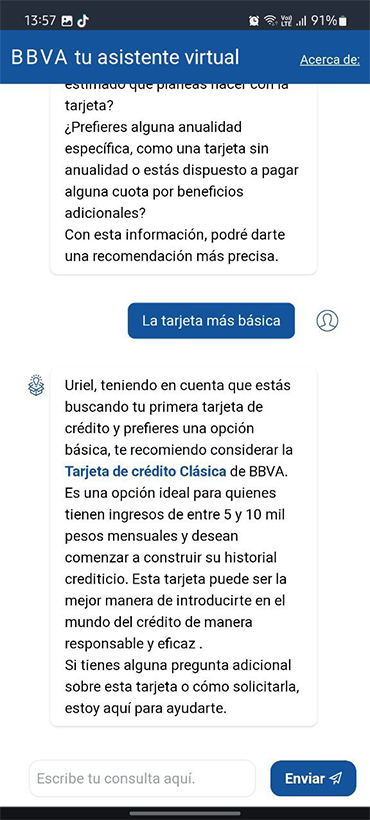 13:57 91%
BBVA tu asistente virtual
Acerca de:
estimado que planeas hacer con la
tarjeta?
¿Prefieres alguna anualidad
específica, como una tarjeta sin
anualidad o estás dispuesto a pagar
alguna cuota por beneficios
adicionales?
Con esta información, podré darte
una recomendación más precisa.
La tarjeta más básica
Uriel, teniendo en cuenta que estás
buscando tu primera tarjeta de
crédito y prefieres una opción
básica, te recomiendo considerar la
Tarjeta de crédito Clásica de BBVA.
Es una opción ideal para quienes
tienen ingresos de entre 5 y 10 mil
pesos mensuales y desean
comenzar a construir su historial
crediticio. Esta tarjeta puede ser la
mejor manera de introducirte en el
mundo del crédito de manera
responsable y eficaz .
Si tienes alguna pregunta adicional
sobre esta tarjeta o cómo solicitarla,
estoy aquí para ayudarte.
Escribe tu consulta aquí.
Enviar